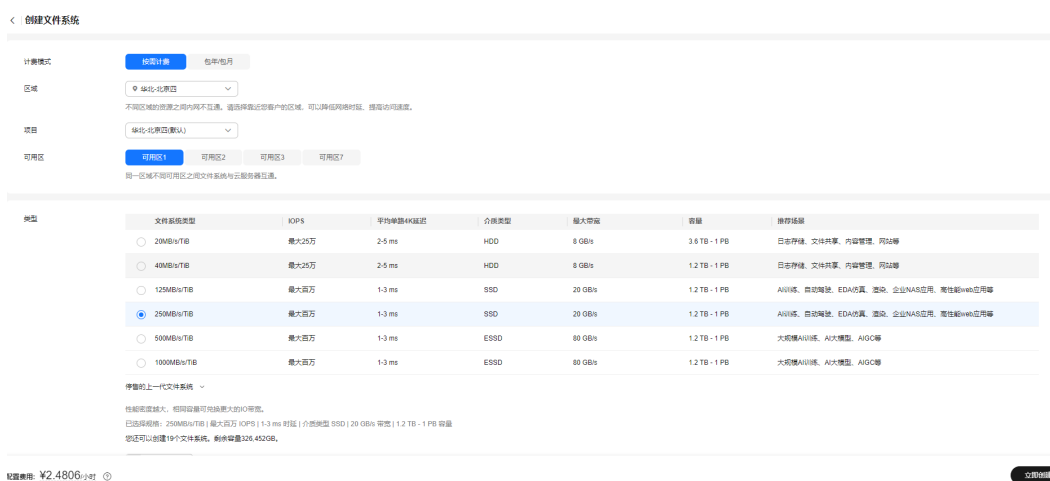 创建文件系统
计费模式 按需计费 包年/包月
区域 华北-北京四
不同区域的资源之间内网不互通。请选择靠近您客户的区域，可以降低网络时延、提高访问速度。
项目 华北-北京四(默认)
可用区 可用区1 可用区2 可用区3 可用区7
同一区域不同可用区之间文件系统与云服务器互通。
类型 文件系统类型 IOPS 平均单路4K延迟 介质类型 最大带宽 容量 推荐场景
20MB/s/TiB 最大25万 2-5 ms HDD 8 GB/s 3.6 TB - 1 PB 日志存储、文件共享、内容管理、网站等
40MB/s/TiB 最大25万 2-5 ms HDD 8 GB/s 1.2 TB - 1 PB 日志存储、文件共享、内容管理、网站等
125MB/s/TiB 最大百万 1-3 ms SSD 20 GB/s 1.2 TB - 1 PB AI训练、自动驾驶、EDA仿真、渲染、企业NAS应用、高性能web应用等
250MB/s/TiB 最大百万 1-3 ms SSD 20 GB/s 1.2 TB - 1 PB AI训练、自动驾驶、EDA仿真、渲染、企业NAS应用、高性能web应用等
500MB/s/TiB 最大百万 1-3 ms ESSD 80 GB/s 1.2 TB - 1 PB 大规模AI训练、AI大模型、AIGC等
1000MB/s/TiB 最大百万 1-3 ms ESSD 80 GB/s 1.2 TB - 1 PB 大规模AI训练、AI大模型、AIGC等
停售的上一代文件系统
性能密度越大，相同容量可兑换更大的IO带宽。
已选择规格：250MB/s/TiB | 最大百万 IOPS | 1-3 ms 时延 | 介质类型 SSD | 20 GB/s 带宽 | 1.2 TB - 1 PB 容量
您还可以创建19个文件系统。剩余容量326,452GB。
配置费用: ¥2.4806/小时 立即创建